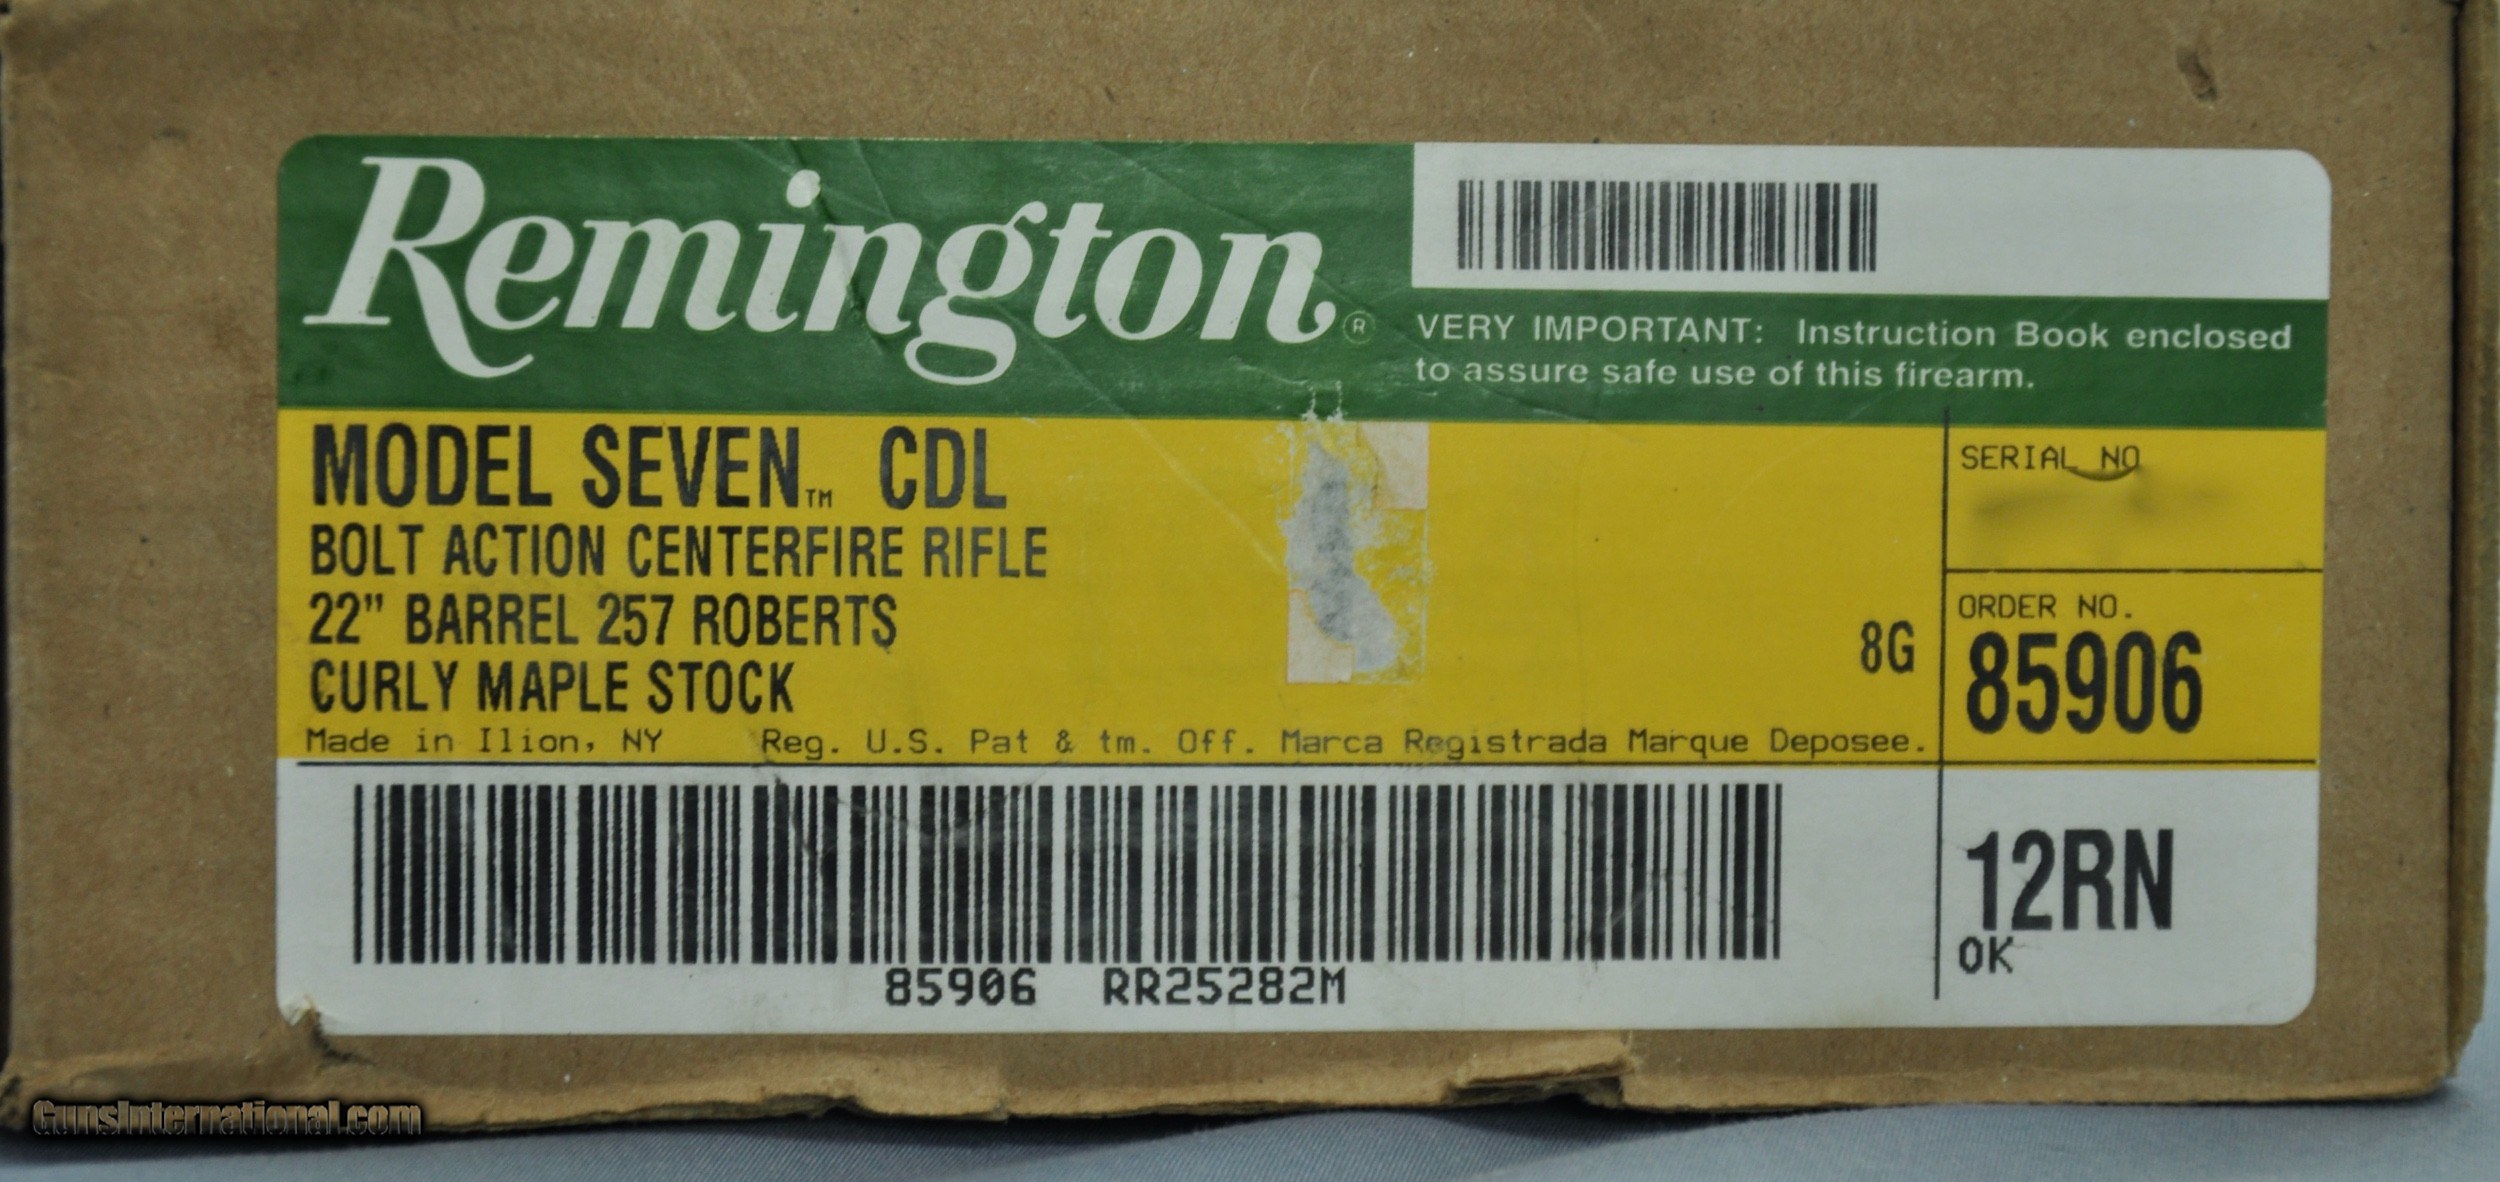 Remington®
VERY IMPORTANT: Instruction Book enclosed
to assure safe use of this firearm.
MODEL SEVEN™ CDL
BOLT ACTION CENTERFIRE RIFLE
22" BARREL 257 ROBERTS
CURLY MAPLE STOCK
8G
Made in Ilion, NY Reg. U.S. Pat & tm. Off. Marca Registrada Marque Deposee.
SERIAL NO
ORDER NO.
85906
12RN
OK
85906 RR25282M
GunsInternational.com